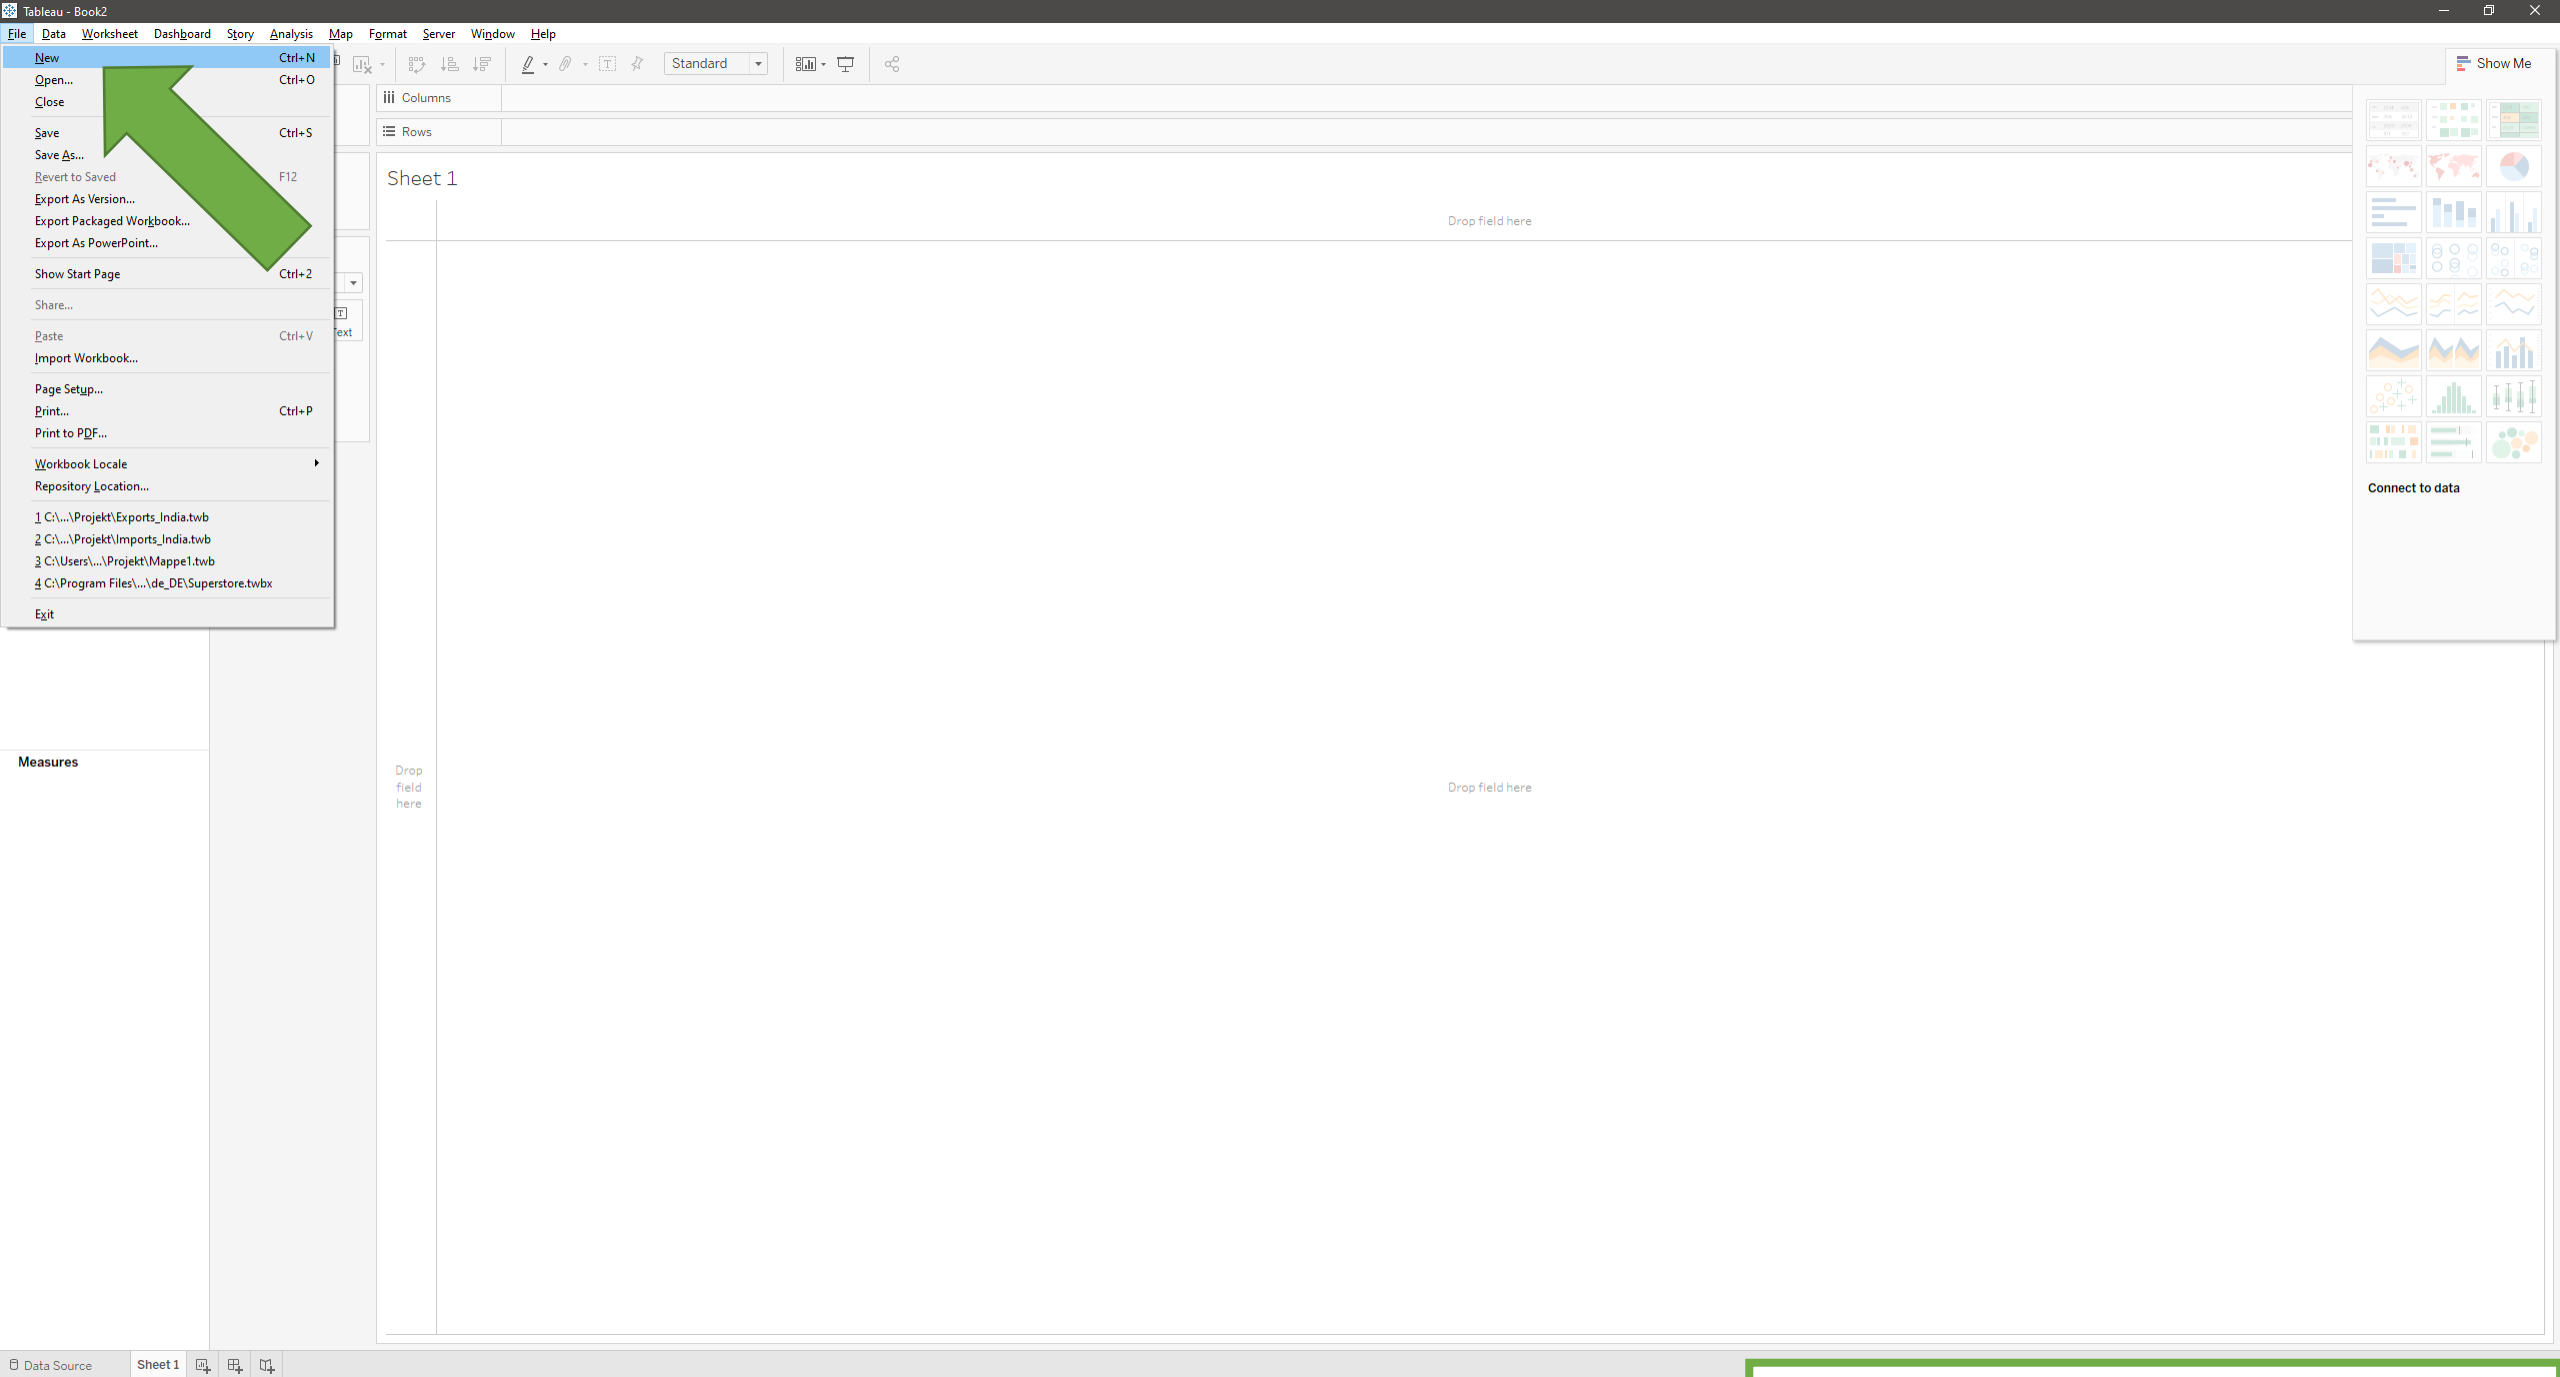 Tableau - Book2
File Data Worksheet Dashboard Story Analysis Map Format Server Window Help
New Ctrl+N
Open... Ctrl+O
Close
Save Ctrl+S
Save As...
Revert to Saved F12
Export As Version...
Export Packaged Workbook...
Export As PowerPoint...
Show Start Page Ctrl+2
Share...
Paste Ctrl+V
Import Workbook...
Page Setup...
Print... Ctrl+P
Print to PDF...
Workbook Locale
Repository Location...
1 C:\...\Projekt\Exports_India.twb
2 C:\...\Projekt\Imports_India.twb
3 C:\Users\...\Projekt\Mappe1.twb
4 C:\Program Files\...\de_DE\Superstore.twbx
Exit
Standard
Show Me
Columns
Rows
Sheet 1
Drop field here
ext
Connect to data
Measures
Drop
field
here
Drop field here
Data Source
Sheet 1